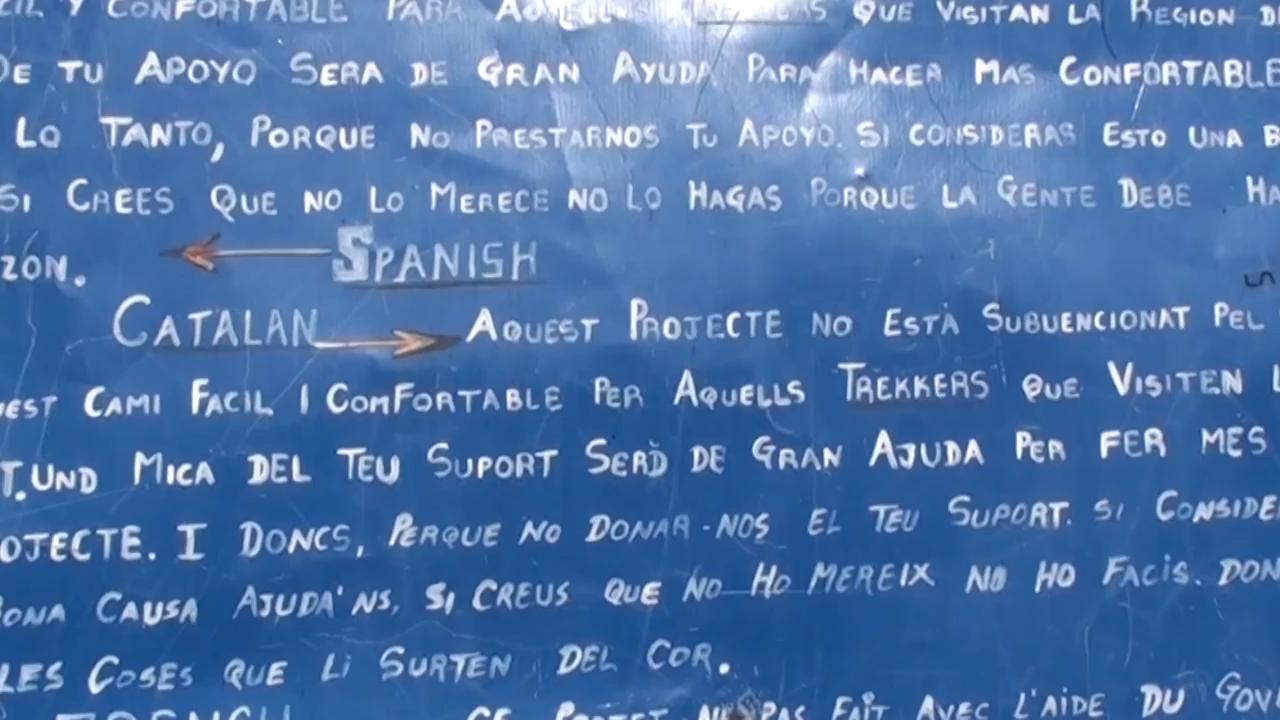 Y CONFORTABLE PARA QUE VISITAN LA REGION
DE TU APOYO SERA DE GRAN AYUDA PARA HACER MAS CONFORTABLE
LO TANTO, PORQUE NO PRESTARNOS TU APOYO. SI CONSIDERAS ESTO UNA B
SI CREES QUE NO LO MERECE NO LO HAGAS PORQUE LA GENTE DEBE HA
ZÓN. SPANISH
CATALAN AQUEST PROJECTE NO ESTÀ SUBUENCIONAT PEL
EST CAMI FACIL I COMFORTABLE PER AQUELLS TREKKERS QUE VISITEN L
T. UND MICA DEL TEU SUPORT SERÀ DE GRAN AJUDA PER FER MES
OJECTE. I DONCS, PERQUE NO DONAR-NOS EL TEU SUPORT. SI CONSIDE
BONA CAUSA AJUDA'NS, SI CREUS QUE NO HO MEREIX NO HO FACIS. DON
LES COSES QUE LI SURTEN DEL COR.
FRENCH CE PROJET PAS FAIT AVEC L'AIDE DU GOV